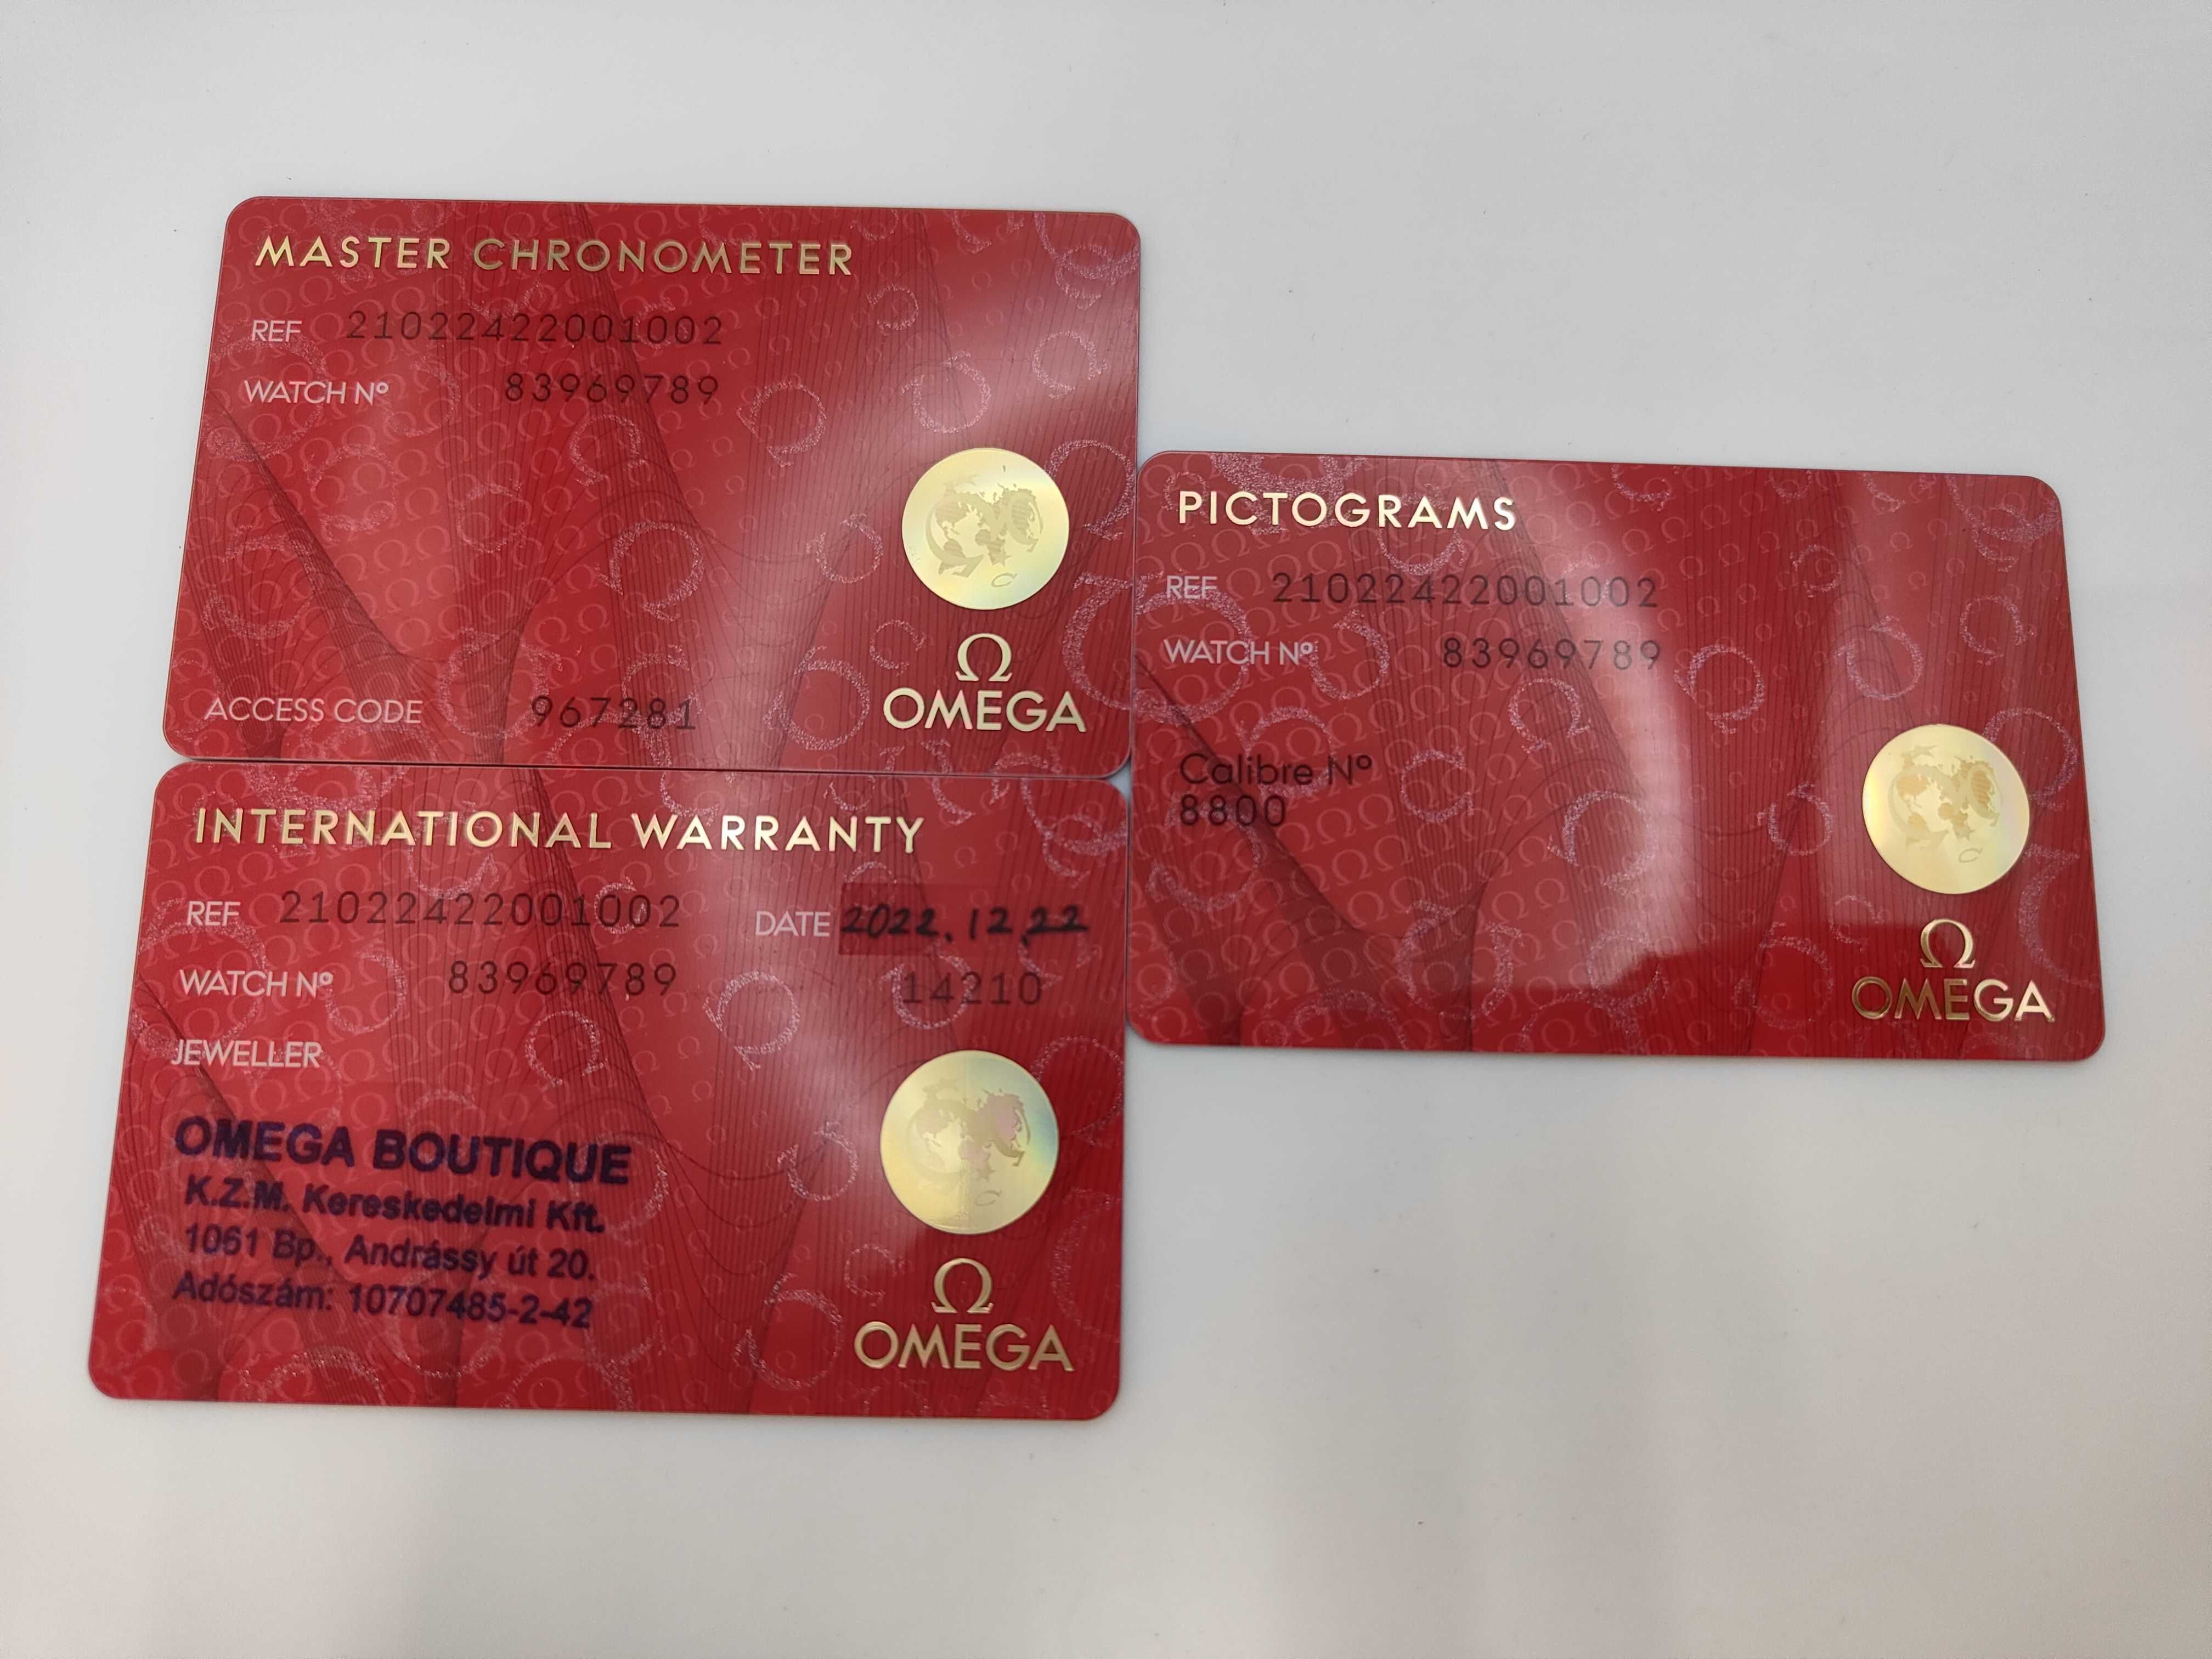 MASTER CHRONOMETER
REF 21022422001002
WATCH Nº 83969789
ACCESS CODE 967281
Ω
OMEGA
INTERNATIONAL WARRANTY
REF 21022422001002 DATE 2022.12.22
WATCH Nº 83969789 14210
JEWELLER
OMEGA BOUTIQUE
K.Z.M. Kereskedelmi Kft.
1061 Bp., Andrássy út 20.
Adószám: 10707485-2-42
Ω
OMEGA
PICTOGRAMS
REF 21022422001002
WATCH Nº 83969789
Calibre Nº
8800
Ω
OMEGA